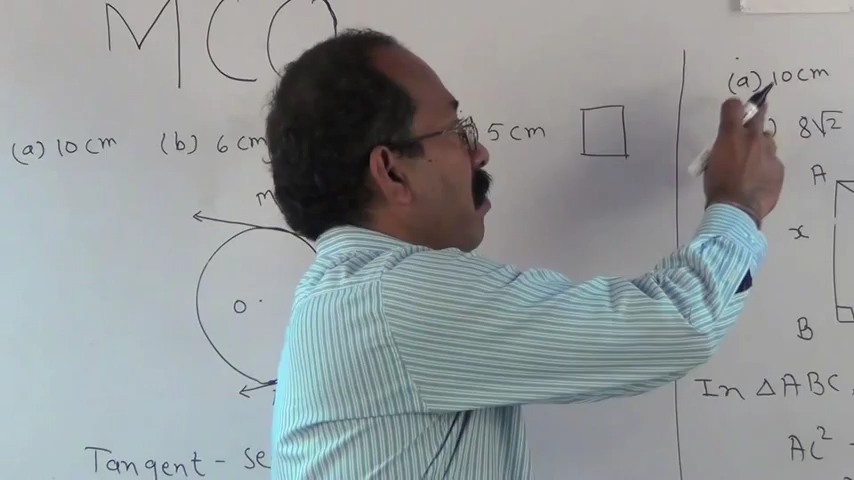 MCQ
(a) 10 cm (b) 6 cm 5 cm
m
O
Tangent - se
(a) 10 cm
) 8√2
A
x
B
In △ABC
AC²